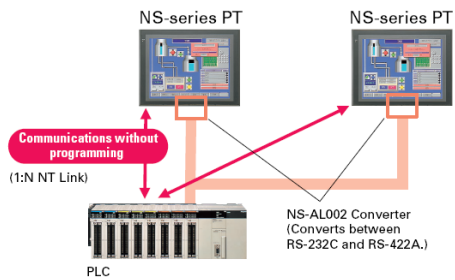 NS-series PT
NS-series PT
Communications without
programming
(1:N NT Link)
NS-AL002 Converter
(Converts between
RS-232C and RS-422A.)
PLC